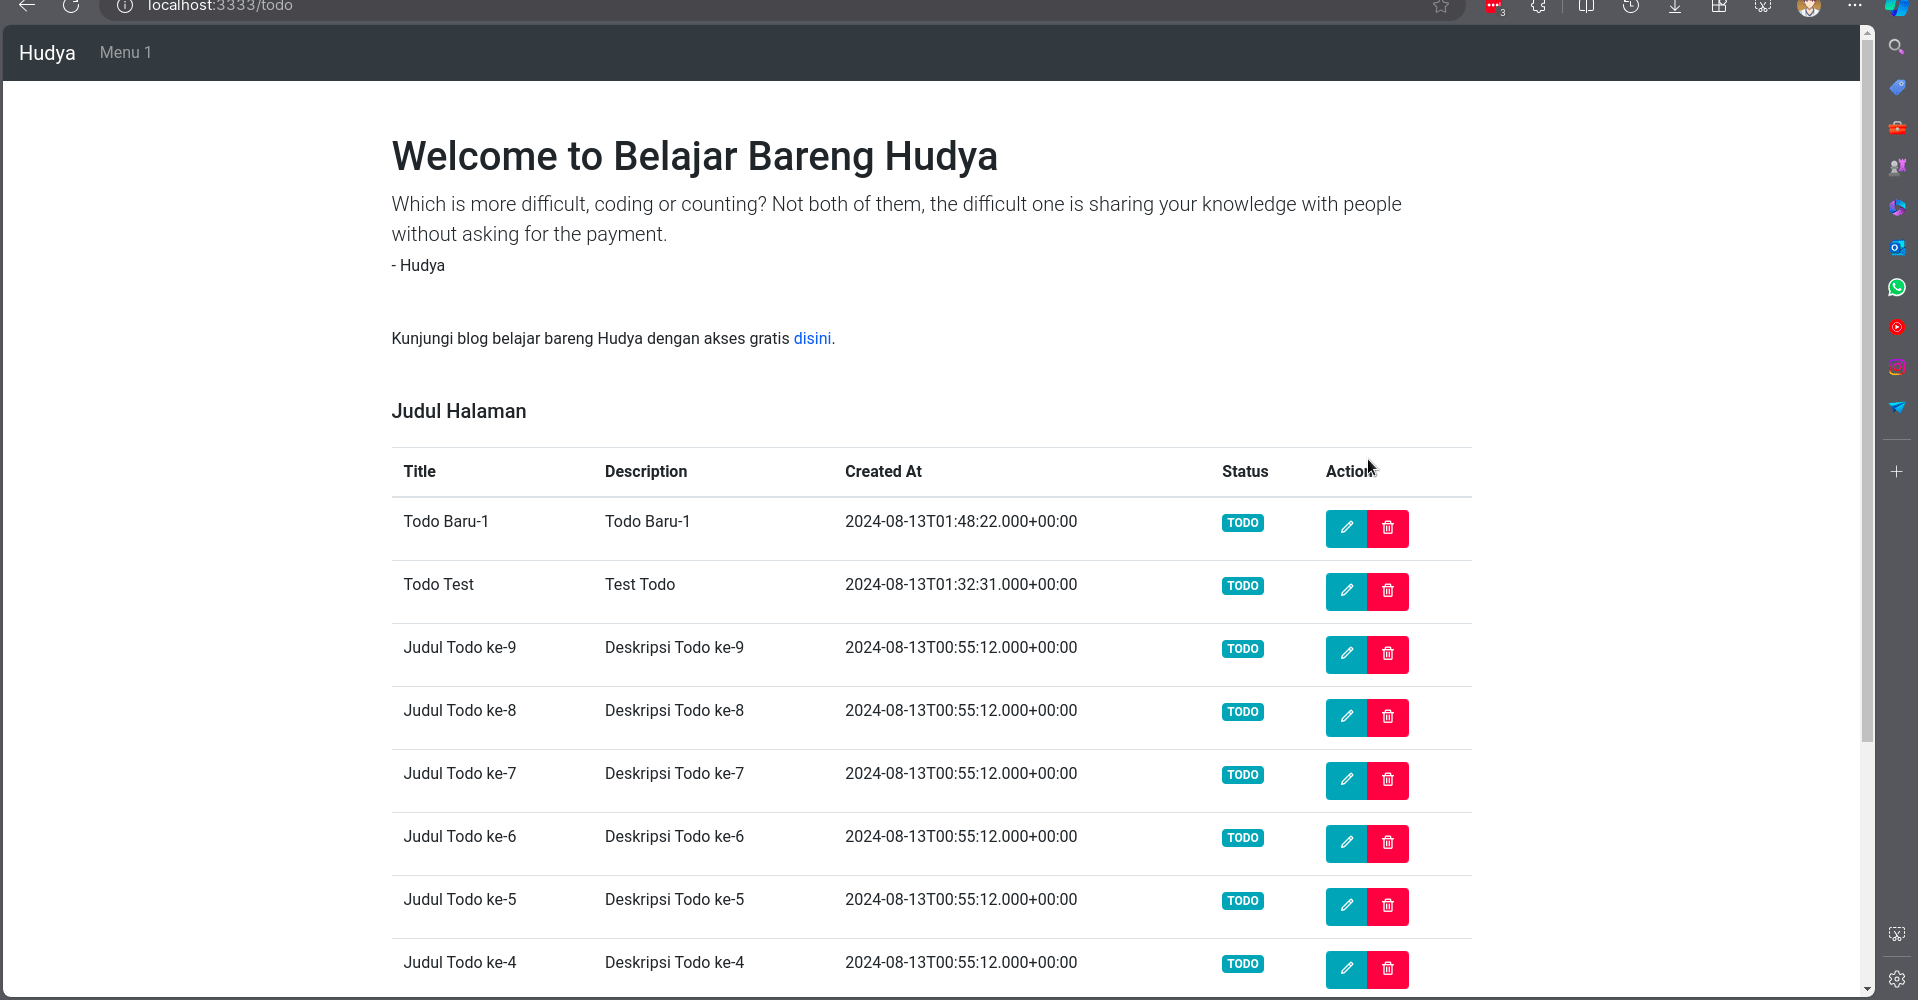 localhost:3333/todo
3
Hudya Menu 1
Welcome to Belajar Bareng Hudya
Which is more difficult, coding or counting? Not both of them, the difficult one is sharing your knowledge with people
without asking for the payment.
- Hudya
Kunjungi blog belajar bareng Hudya dengan akses gratis disini.
Judul Halaman
Title Description Created At Status Action
Todo Baru-1 Todo Baru-1 2024-08-13T01:48:22.000+00:00 TODO
Todo Test Test Todo 2024-08-13T01:32:31.000+00:00 TODO
Judul Todo ke-9 Deskripsi Todo ke-9 2024-08-13T00:55:12.000+00:00 TODO
Judul Todo ke-8 Deskripsi Todo ke-8 2024-08-13T00:55:12.000+00:00 TODO
Judul Todo ke-7 Deskripsi Todo ke-7 2024-08-13T00:55:12.000+00:00 TODO
Judul Todo ke-6 Deskripsi Todo ke-6 2024-08-13T00:55:12.000+00:00 TODO
Judul Todo ke-5 Deskripsi Todo ke-5 2024-08-13T00:55:12.000+00:00 TODO
Judul Todo ke-4 Deskripsi Todo ke-4 2024-08-13T00:55:12.000+00:00 TODO